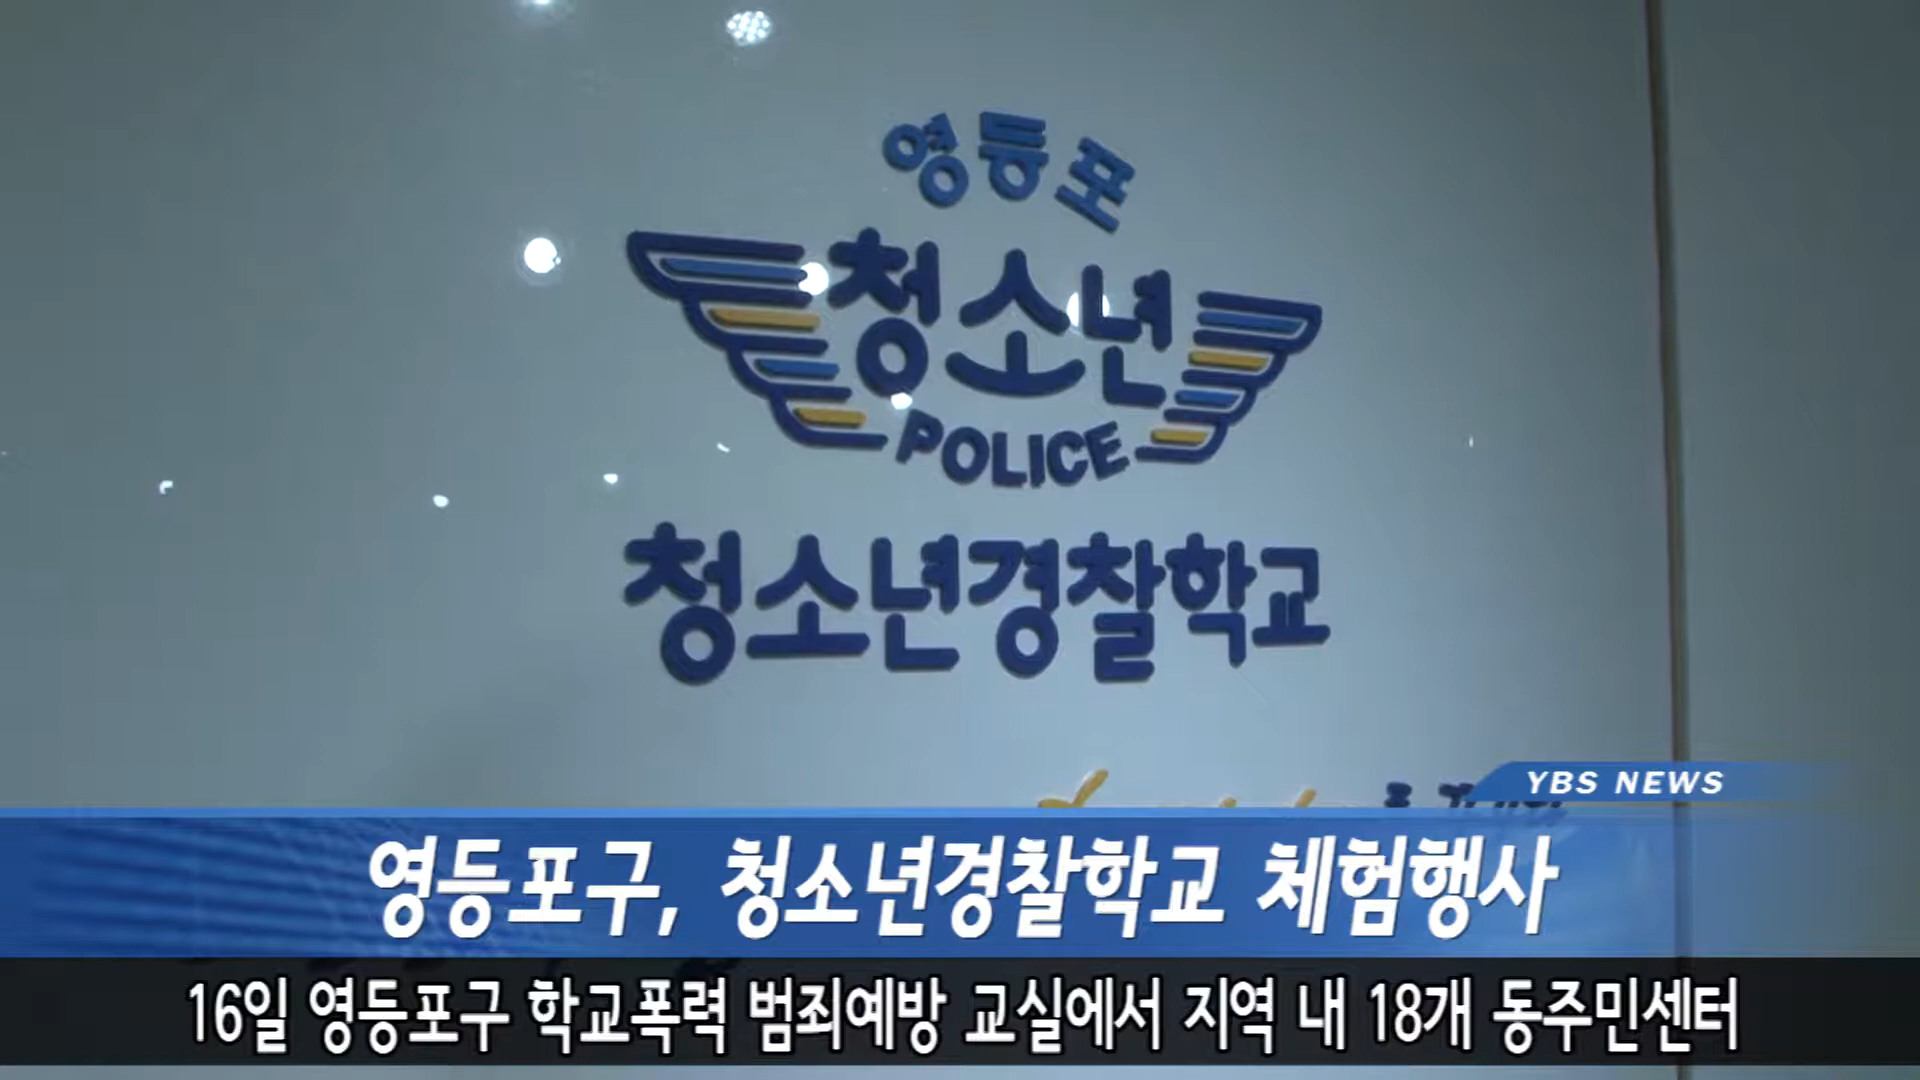 영등포
청소년
POLICE
청소년경찰학교
YBS NEWS
영등포구, 청소년경찰학교 체험행사
16일 영등포구 학교폭력 범죄예방 교실에서 지역 내 18개 동주민센터